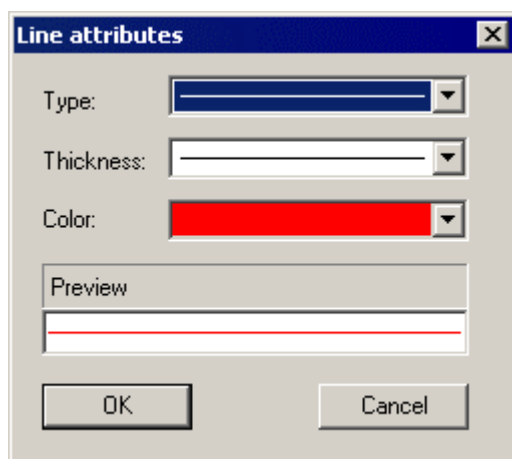 Line attributes
Type:
Thickness:
Color:
Preview
OK
Cancel